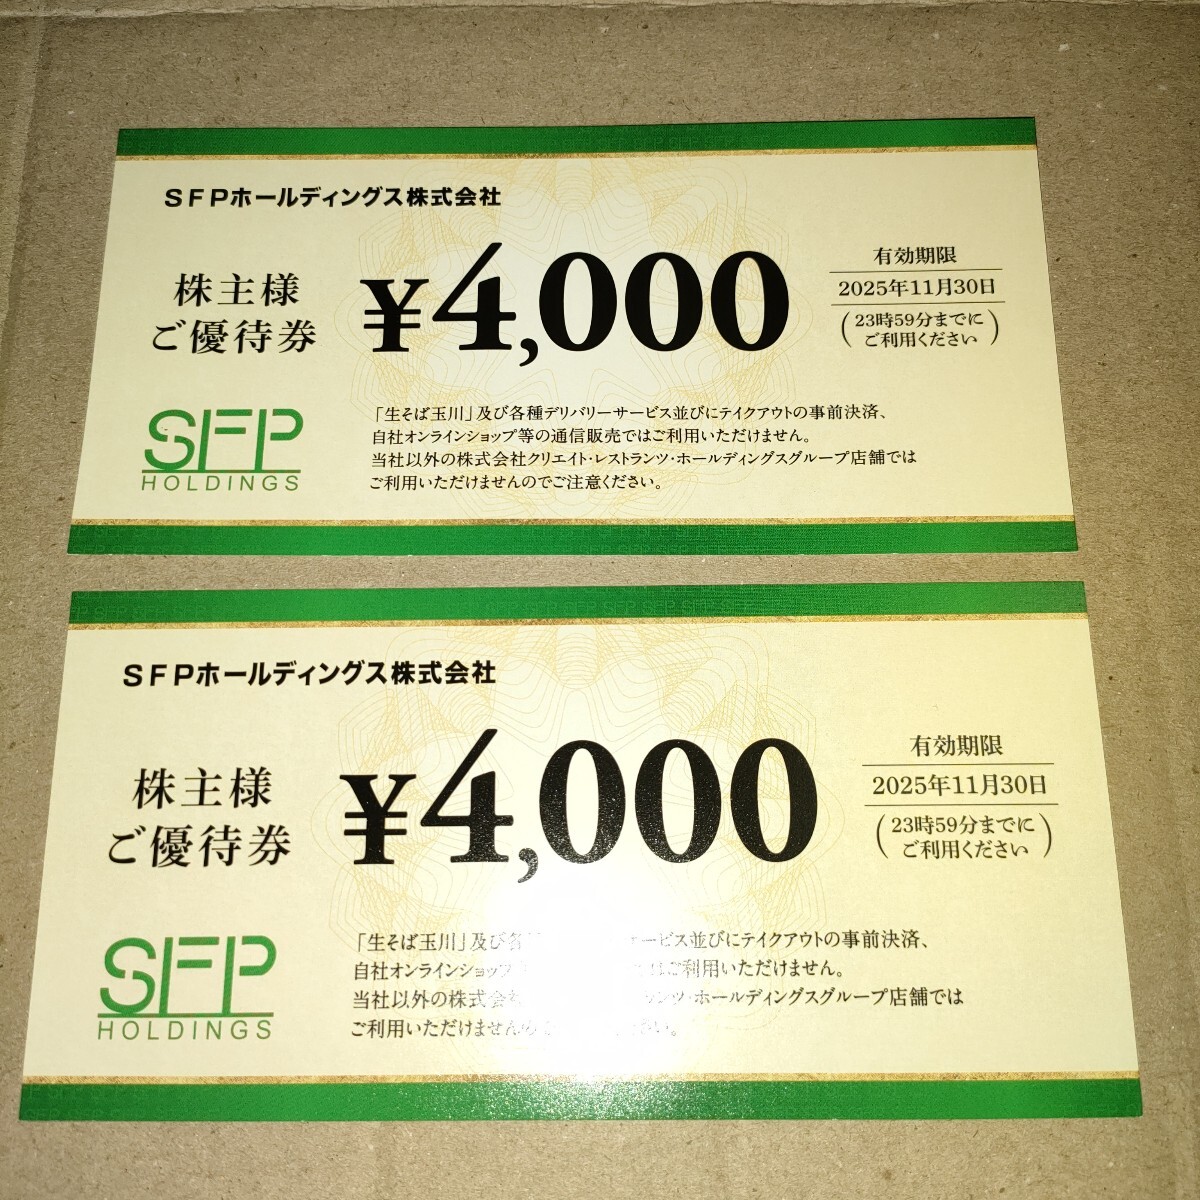 SFPホールディングス株式会社
株主様
ご優待券
¥4,000
有効期限
2025年11月30日
(23時59分までに
ご利用ください)
「生そば玉川」及び各種デリバリーサービス並びにテイクアウトの事前決済、
自社オンラインショップ等の通信販売ではご利用いただけません。
当社以外の株式会社クリエイト・レストランツ・ホールディングスグループ店舗では
ご利用いただけませんのでご注意ください。
SFP
HOLDINGS
SFP SFP SFP SFP SFP SFP
SFPホールディングス株式会社
株主様
ご優待券
¥4,000
有効期限
2025年11月30日
(23時59分までに
ご利用ください)
「生そば玉川」及び各 ービス並びにテイクアウトの事前決済、
自社オンラインショップ はご利用いただけません。
当社以外の株式会社 ランツ・ホールディングスグループ店舗では
ご利用いただけません さい。
SFP
HOLDINGS